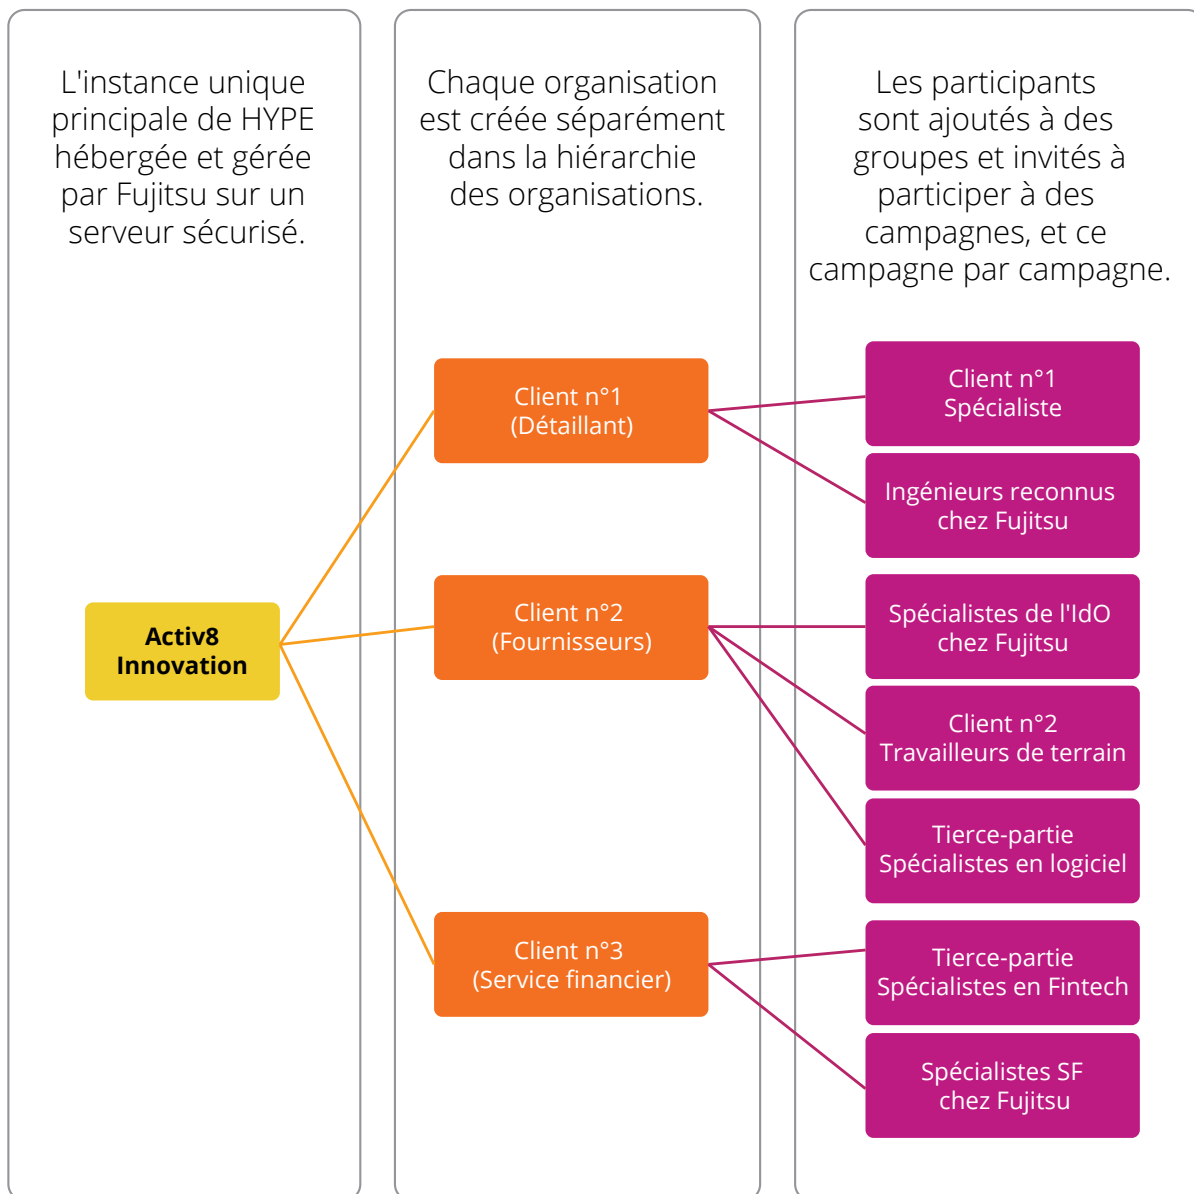 L'instance unique
principale de HYPE
hébergée et gérée
par Fujitsu sur un
serveur sécurisé.
Chaque organisation
est créée séparément
dans la hiérarchie
des organisations.
Les participants
sont ajoutés à des
groupes et invités à
participer à des
campagnes, et ce
campagne par campagne.
Activ8
Innovation
Client n°1
(Détaillant)
Client n°2
(Fournisseurs)
Client n°3
(Service financier)
Client n°1
Spécialiste
Ingénieurs reconnus
chez Fujitsu
Spécialistes de l'IdO
chez Fujitsu
Client n°2
Travailleurs de terrain
Tierce-partie
Spécialistes en logiciel
Tierce-partie
Spécialistes en Fintech
Spécialistes SF
chez Fujitsu